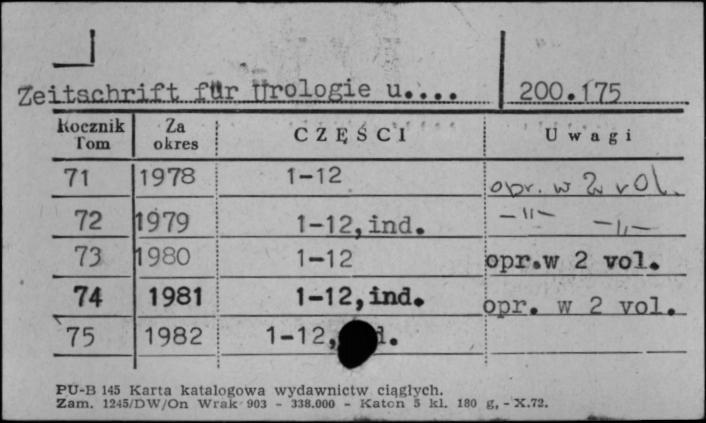 Zeitschrift für Urologie u.... 200.175
Rocznik Tom Za okres CZĘŚCI Uwagi
71 1978 1-12 opr. w 2 vol.
72 1979 1-12,ind. -"- -"-
73 1980 1-12 opr.w 2 vol.
74 1981 1-12,ind. opr. w 2 vol.
75 1982 1-12,
PU-B 145 Karta katalogowa wydawnictw ciągłych.
Zam. 1245/DW/On Wrak 903 - 338.000 - Katon 5 kl. 180 g, - X.72.